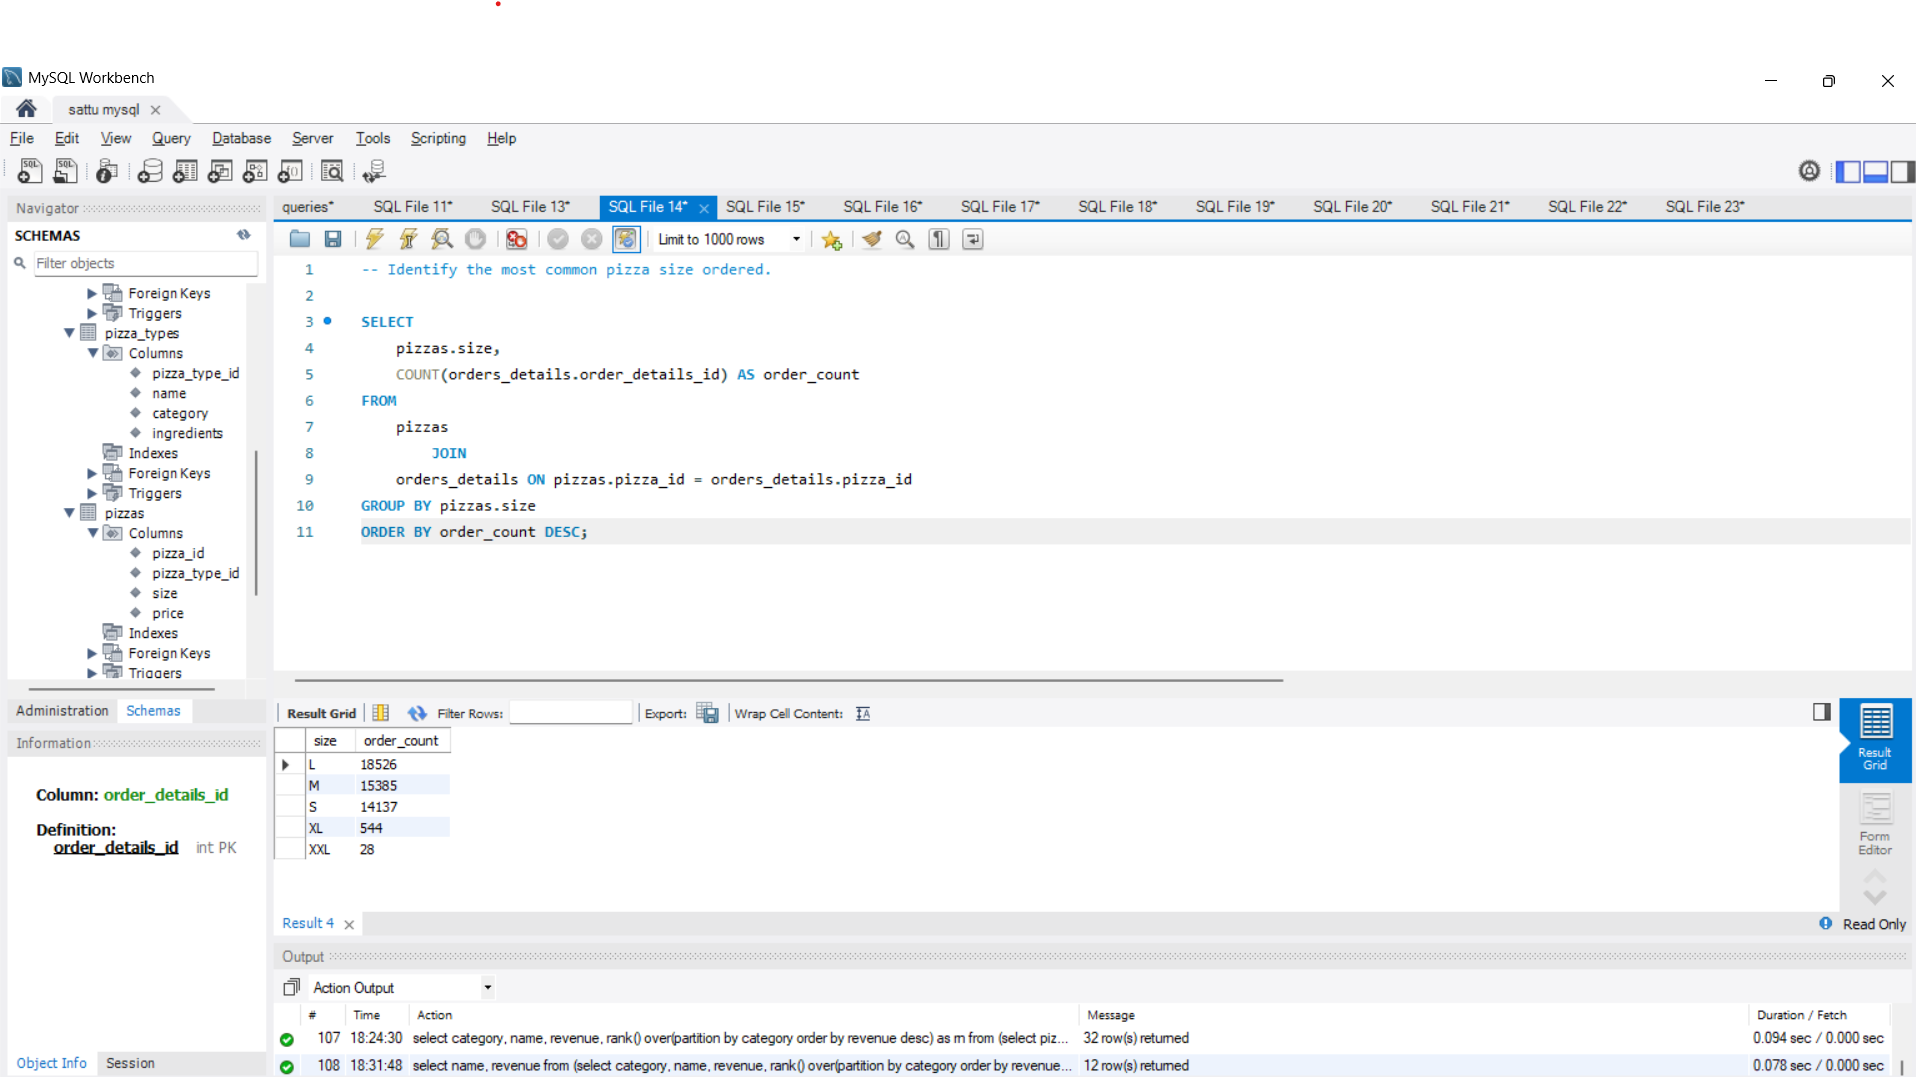 MySQL Workbench
sattu mysql
File Edit View Query Database Server Tools Scripting Help
Navigator
SCHEMAS
Filter objects
Foreign Keys
Triggers
pizza_types
Columns
pizza_type_id
name
category
ingredients
Indexes
Foreign Keys
Triggers
pizzas
Columns
pizza_id
pizza_type_id
size
price
Indexes
Foreign Keys
Triggers
Administration Schemas
Information
Column: order_details_id
Definition:
order_details_id int PK
Object Info Session
queries* SQL File 11* SQL File 13* SQL File 14* SQL File 15* SQL File 16* SQL File 17* SQL File 18* SQL File 19* SQL File 20* SQL File 21* SQL File 22* SQL File 23*
Limit to 1000 rows
1 -- Identify the most common pizza size ordered.
2
3 SELECT
4 pizzas.size,
5 COUNT(orders_details.order_details_id) AS order_count
6 FROM
7 pizzas
8 JOIN
9 orders_details ON pizzas.pizza_id = orders_details.pizza_id
10 GROUP BY pizzas.size
11 ORDER BY order_count DESC;
Result Grid Filter Rows: Export: Wrap Cell Content:
size order_count
L 18526
M 15385
S 14137
XL 544
XXL 28
Result
Grid
Form
Editor
Result 4
Read Only
Output
Action Output
# Time Action Message Duration / Fetch
107 18:24:30 select category, name, revenue, rank() over(partition by category order by revenue desc) as rn from (select piz... 32 row(s) returned 0.094 sec / 0.000 sec
108 18:31:48 select name, revenue from (select category, name, revenue, rank() over(partition by category order by revenue... 12 row(s) returned 0.078 sec / 0.000 sec